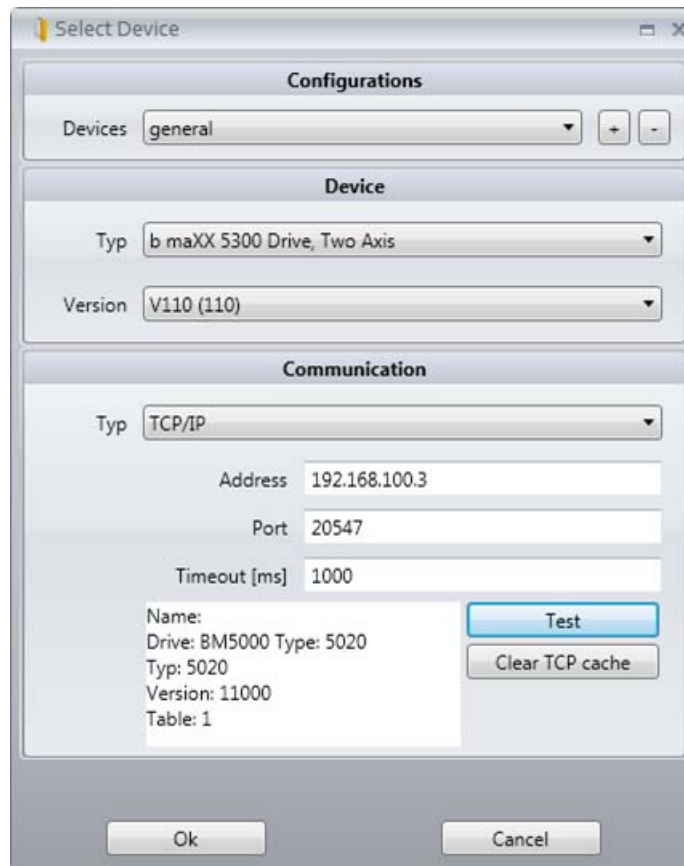 Select Device
Configurations
Devices general + -
Device
Typ b maXX 5300 Drive, Two Axis
Version V110 (110)
Communication
Typ TCP/IP
Address 192.168.100.3
Port 20547
Timeout [ms] 1000
Name:
Drive: BM5000 Type: 5020
Typ: 5020
Version: 11000
Table: 1
Test
Clear TCP cache
Ok Cancel